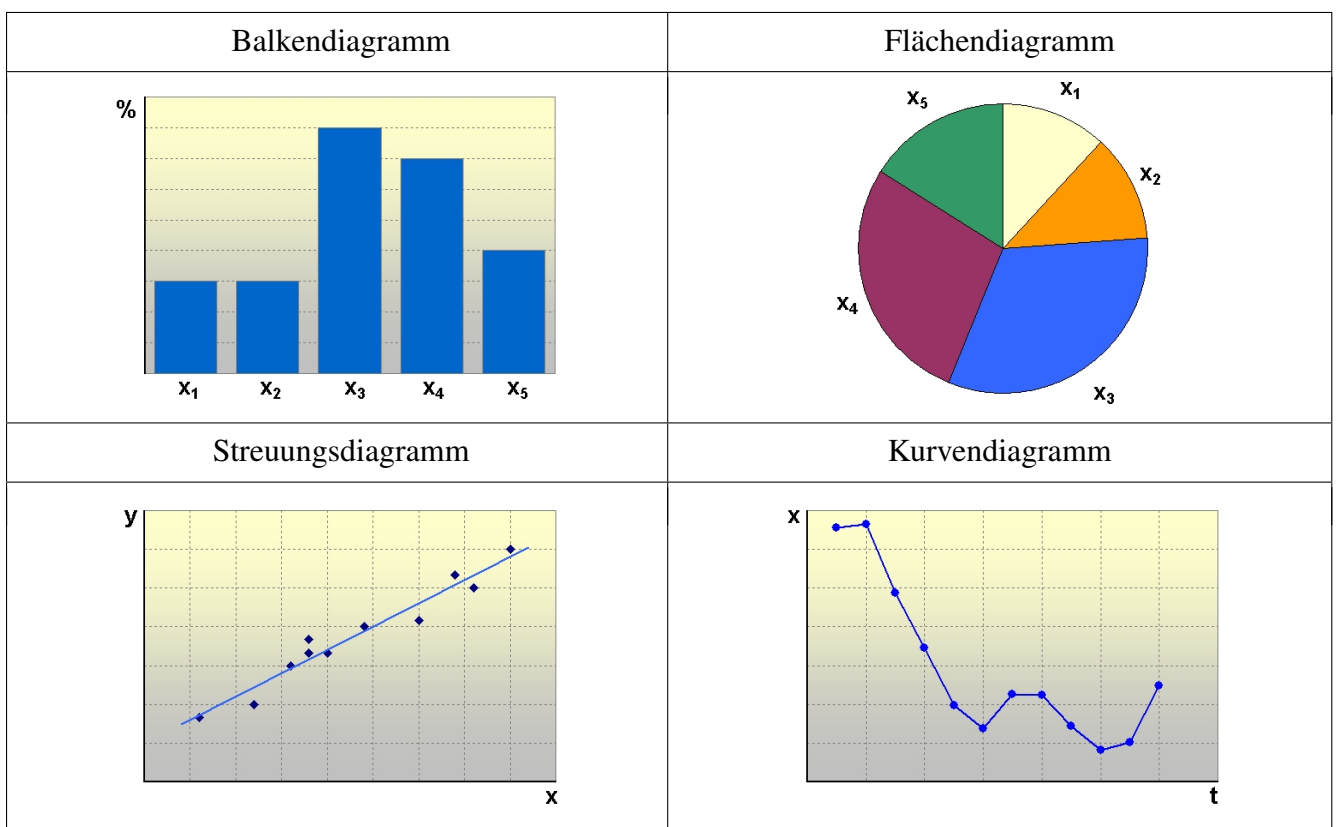 Balkendiagramm
Flächendiagramm
%
x₁ x₂ x₃ x₄ x₅
x₁
x₂
x₃
x₄
x₅
Streuungsdiagramm
Kurvendiagramm
y
x
x
t